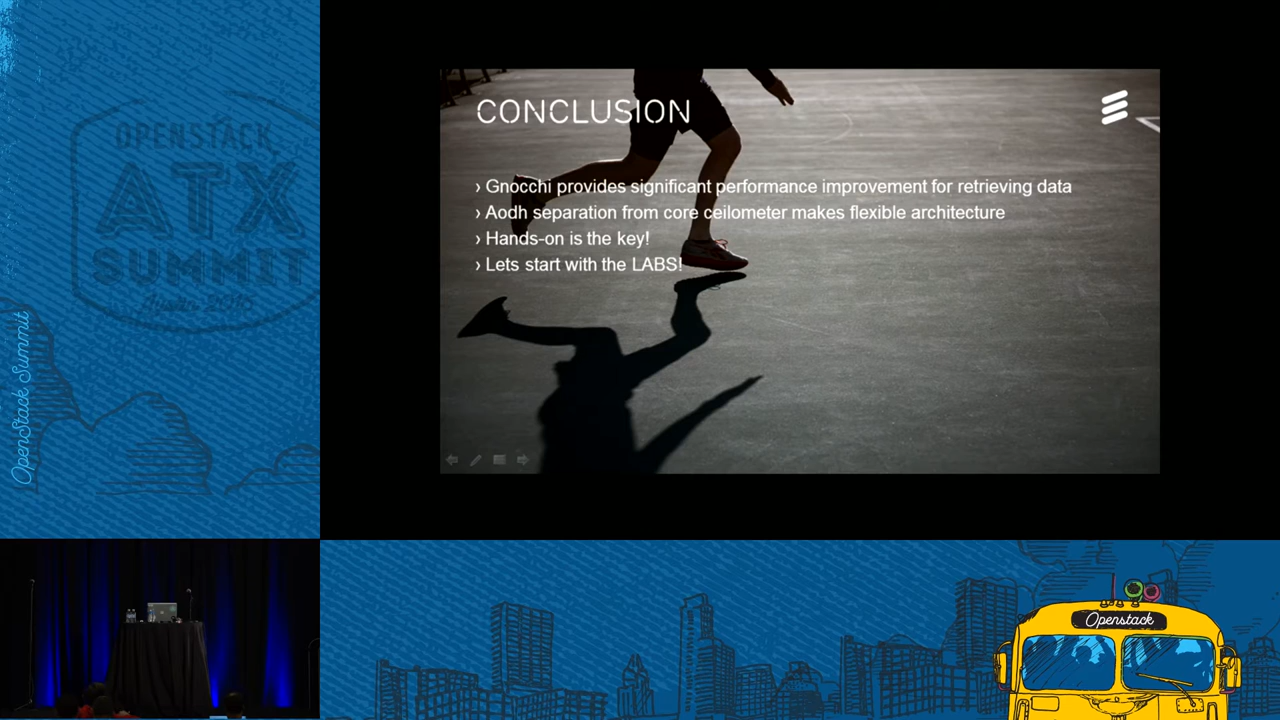 OPENSTACK
ATX
SUMMIT
Austin
OpenStack Summit
CONCLUSION
› Gnocchi provides significant performance improvement for retrieving data
› Aodh separation from core ceilometer makes flexible architecture
› Hands-on is the key!
› Lets start with the LABS!
Openstack